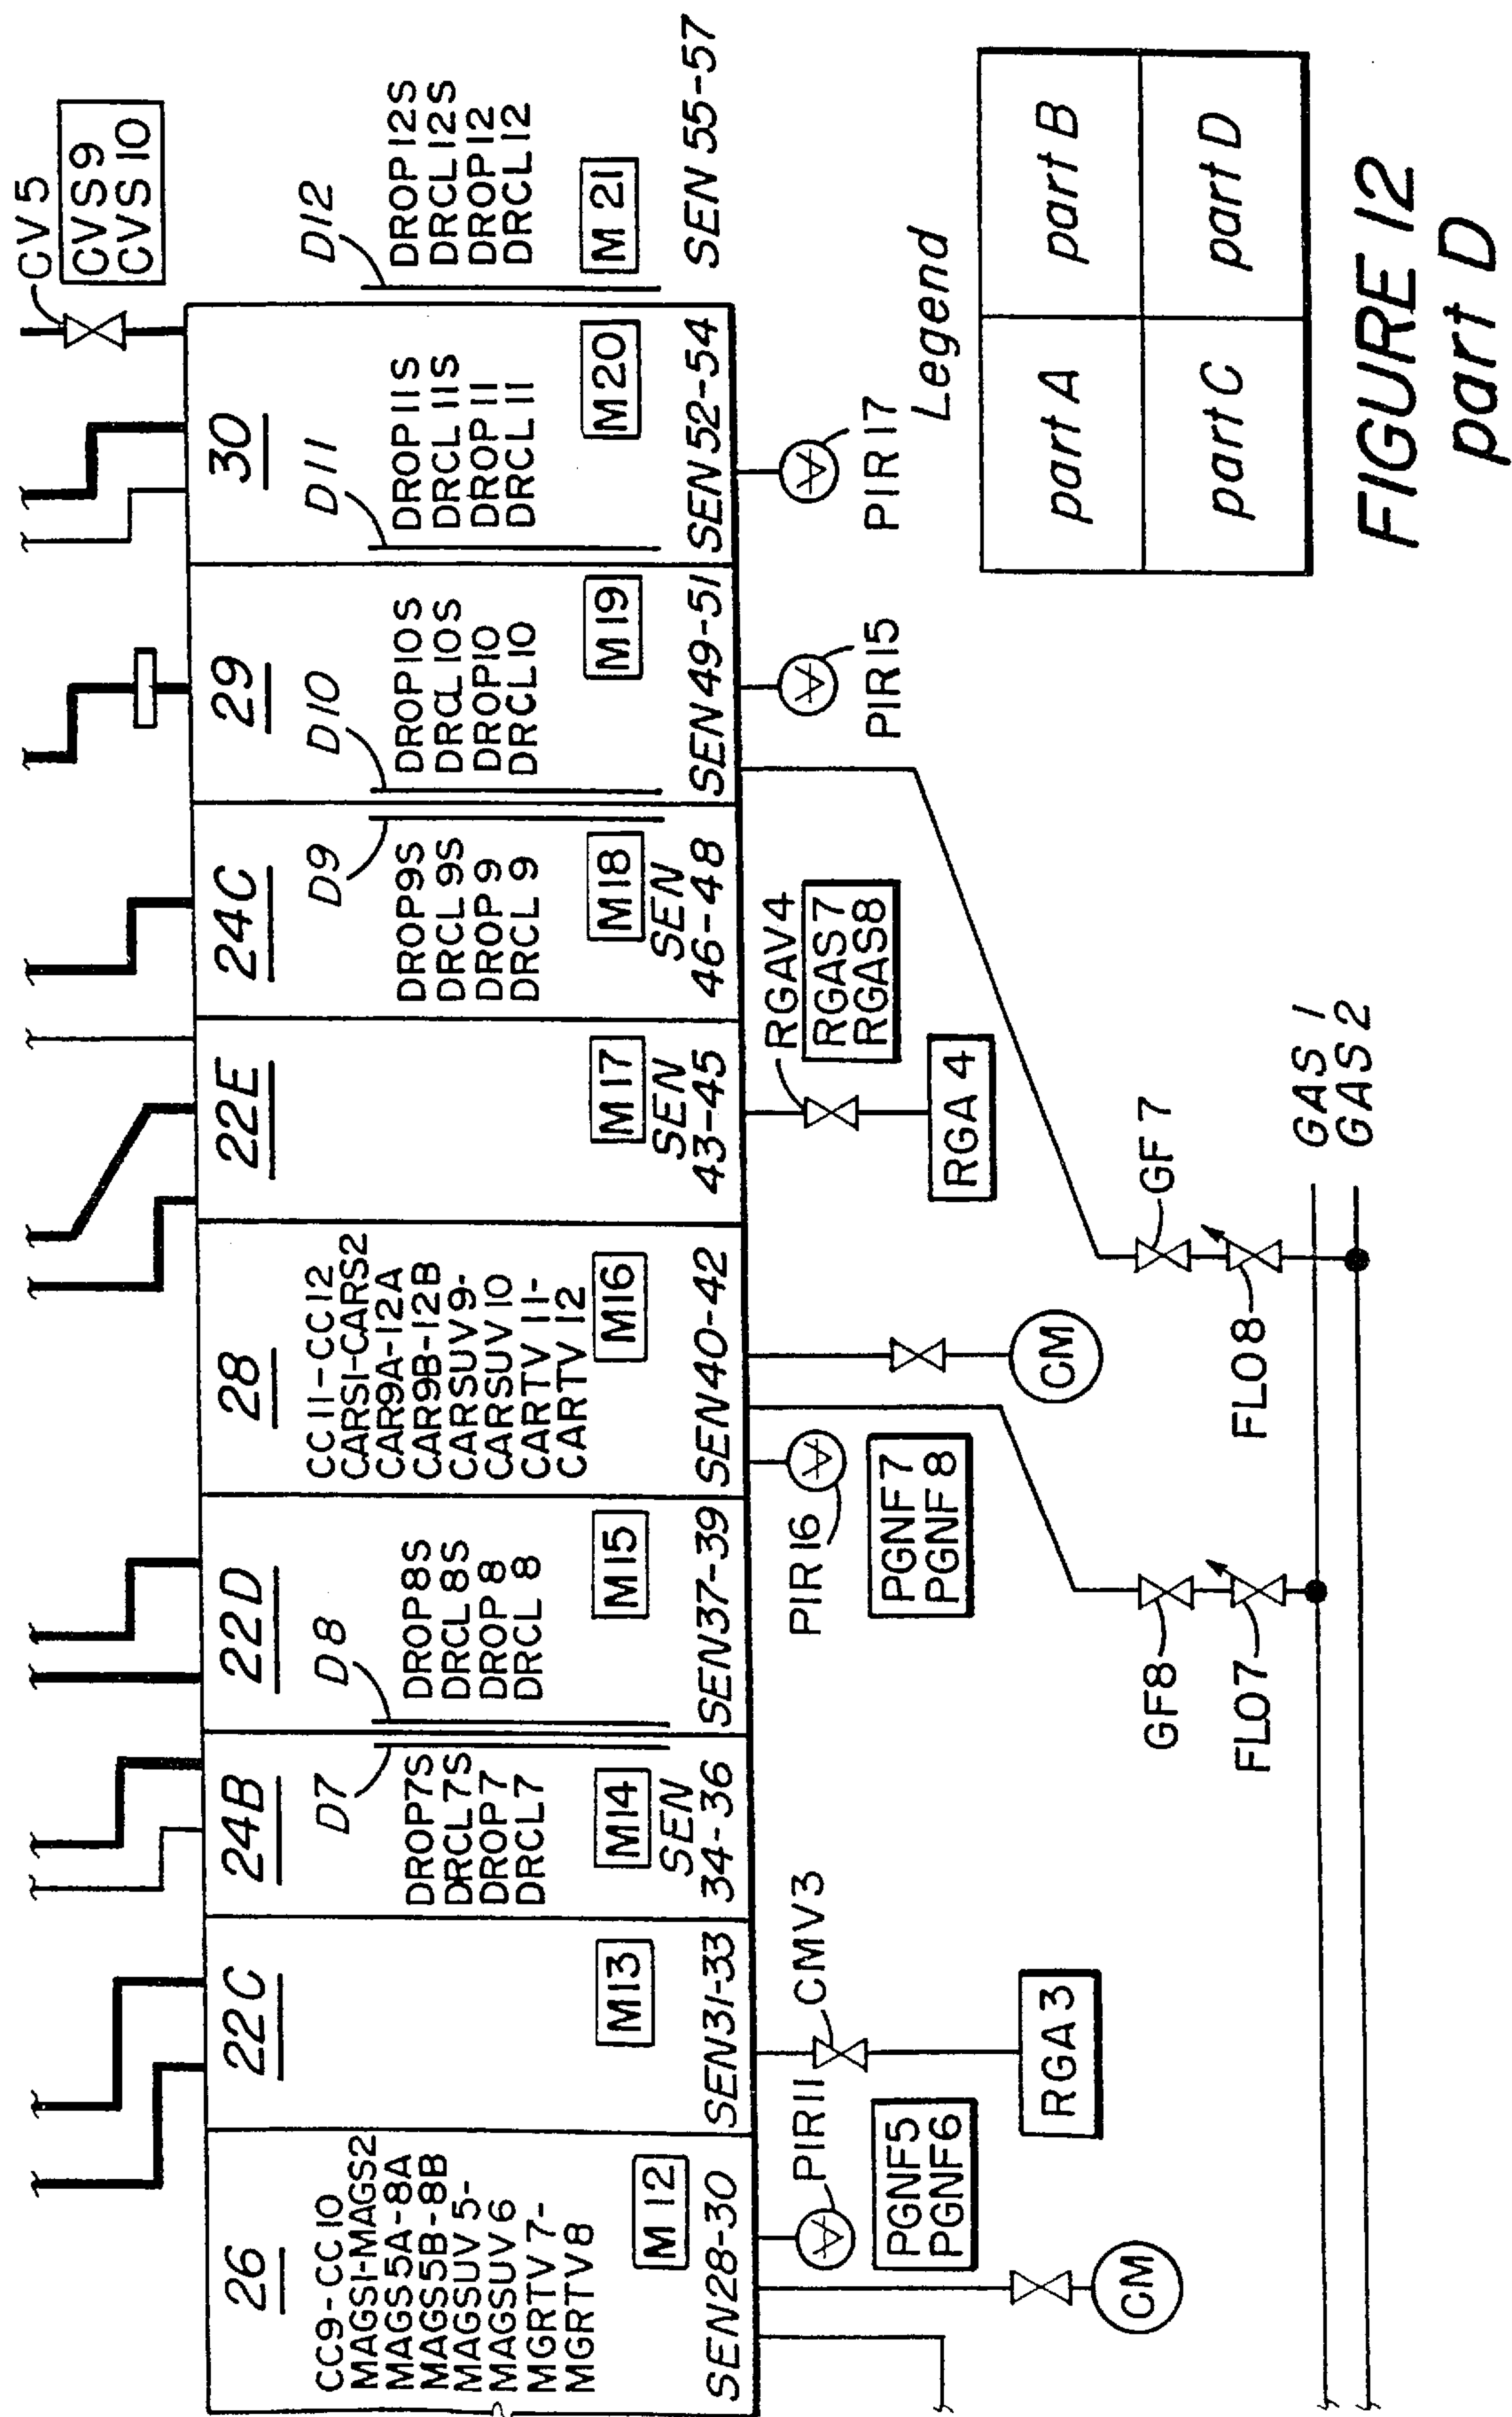 26
CC9-CC10
MAGS1-MAGS2
MAGS5A-8A
MAGS5B-8B
MAGSUV5-
MAGSUV6
MGRTV7-
MGRTV8
M12
SEN28-30
22C
M13
SEN31-33
24B
D7
DROP7S
DRCL7S
DROP7
DRCL7
M14
SEN
34-36
22D
D8
DROP8S
DRCL8S
DROP8
DRCL8
M15
SEN37-39
28
CC11-CC12
CARS1-CARS2
CAR9A-12A
CAR9B-12B
CARSUV9-
CARSUV10
CARTV11-
CARTV12
M16
SEN40-42
22E
M17
SEN
43-45
24C
D9
DROP9S
DRCL9S
DROP9
DRCL9
M18
SEN
46-48
29
D10
DROP10S
DRCL10S
DROP10
DRCL10
M19
SEN49-51
30
D11
DROP11S
DRCL11S
DROP11
DRCL11
M20
SEN52-54
CV5
CVS9
CVS10
D12
DROP12S
DRCL12S
DROP12
DRCL12
M21
SEN 55-57
PIR11
CMV3
PGNF5
PGNF6
CM
RGA3
PIR16
PGNF7
PGNF8
CM
GF8
FLO7
RGAV4
RGAS7
RGAS8
RGA4
GF7
FLO8
GAS 1
GAS 2
PIR15
PIR17
Legend
part A
part B
part C
part D
FIGURE 12
part D